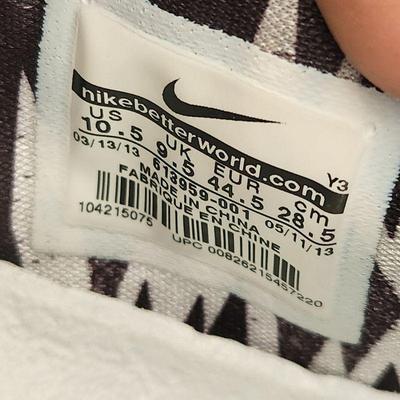 nikebetterworld.com Y3
US UK EUR cm
10.5 9.5 44.5 28.5
03/13/13 613959-001 05/11/13
MADE IN CHINA
FABRIQUE EN CHINE
104215075
UPC 00826215457220